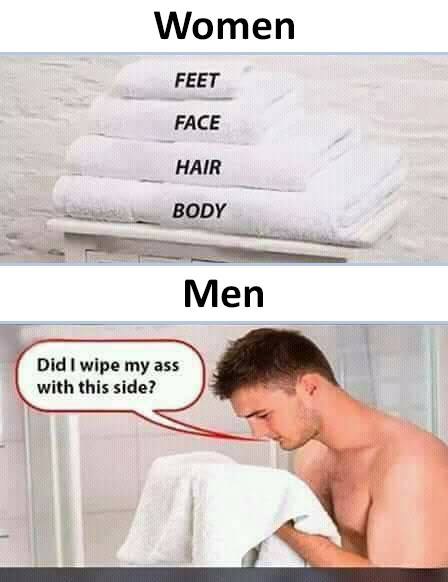 Women
FEET
FACE
HAIR
BODY
Men
Did I wipe my ass
with this side?